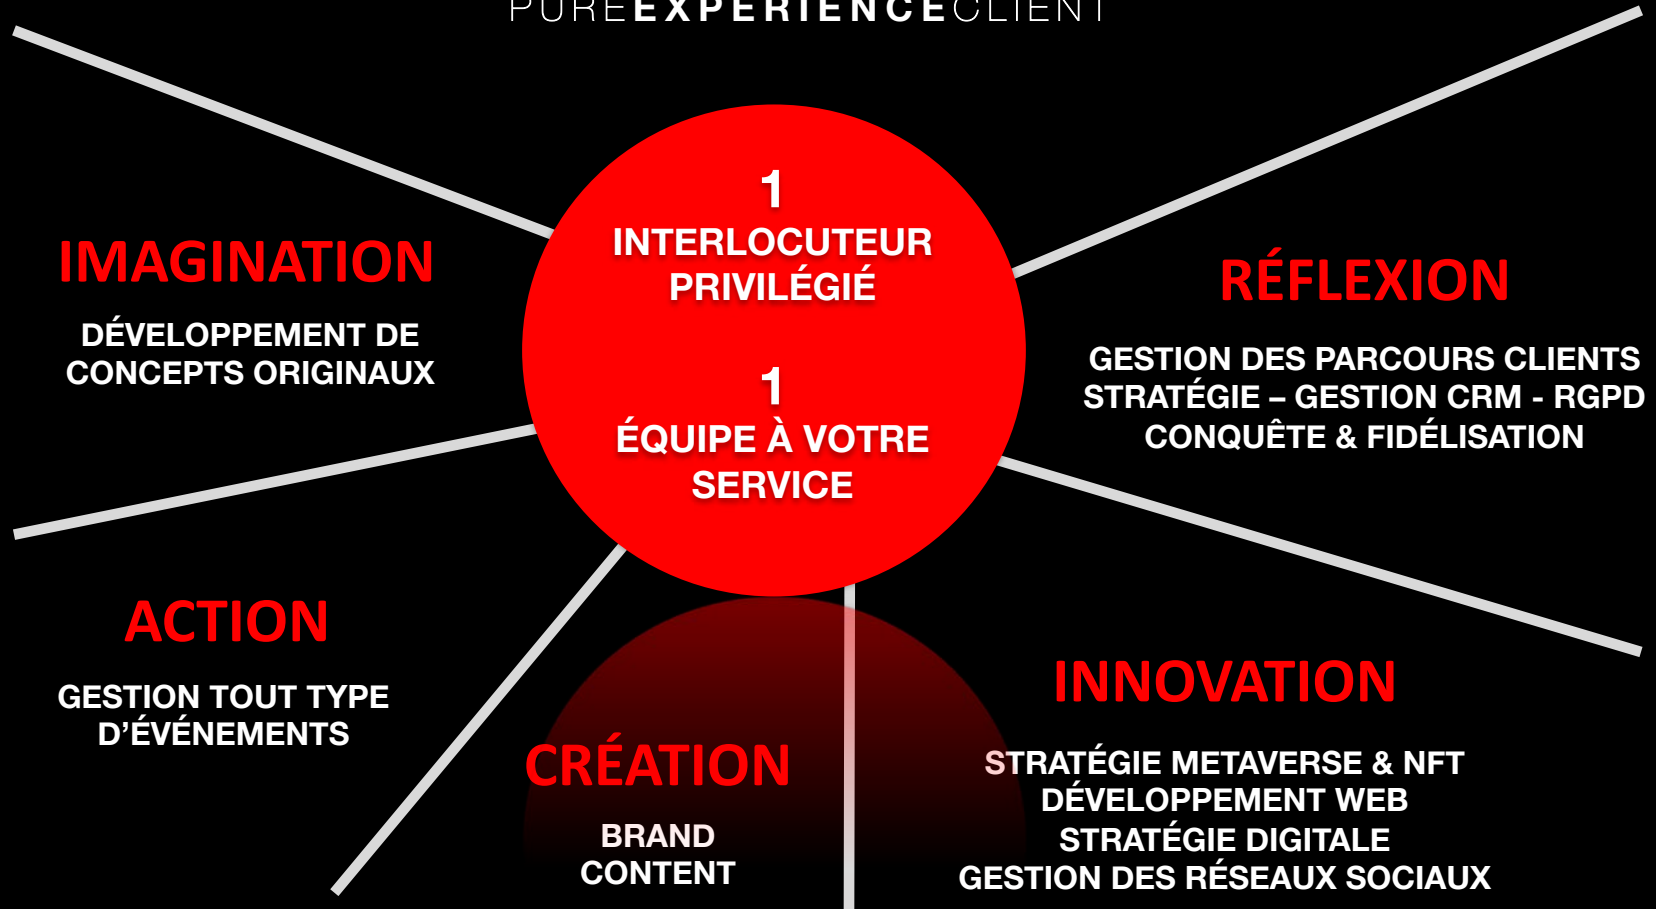 PUREEXPERIENCECLIENT
1
INTERLOCUTEUR
PRIVILÉGIÉ
1
ÉQUIPE À VOTRE
SERVICE
IMAGINATION
DÉVELOPPEMENT DE
CONCEPTS ORIGINAUX
RÉFLEXION
GESTION DES PARCOURS CLIENTS
STRATÉGIE – GESTION CRM - RGPD
CONQUÊTE & FIDÉLISATION
ACTION
GESTION TOUT TYPE
D’ÉVÉNEMENTS
CRÉATION
BRAND
CONTENT
INNOVATION
STRATÉGIE METAVERSE & NFT
DÉVELOPPEMENT WEB
STRATÉGIE DIGITALE
GESTION DES RÉSEAUX SOCIAUX